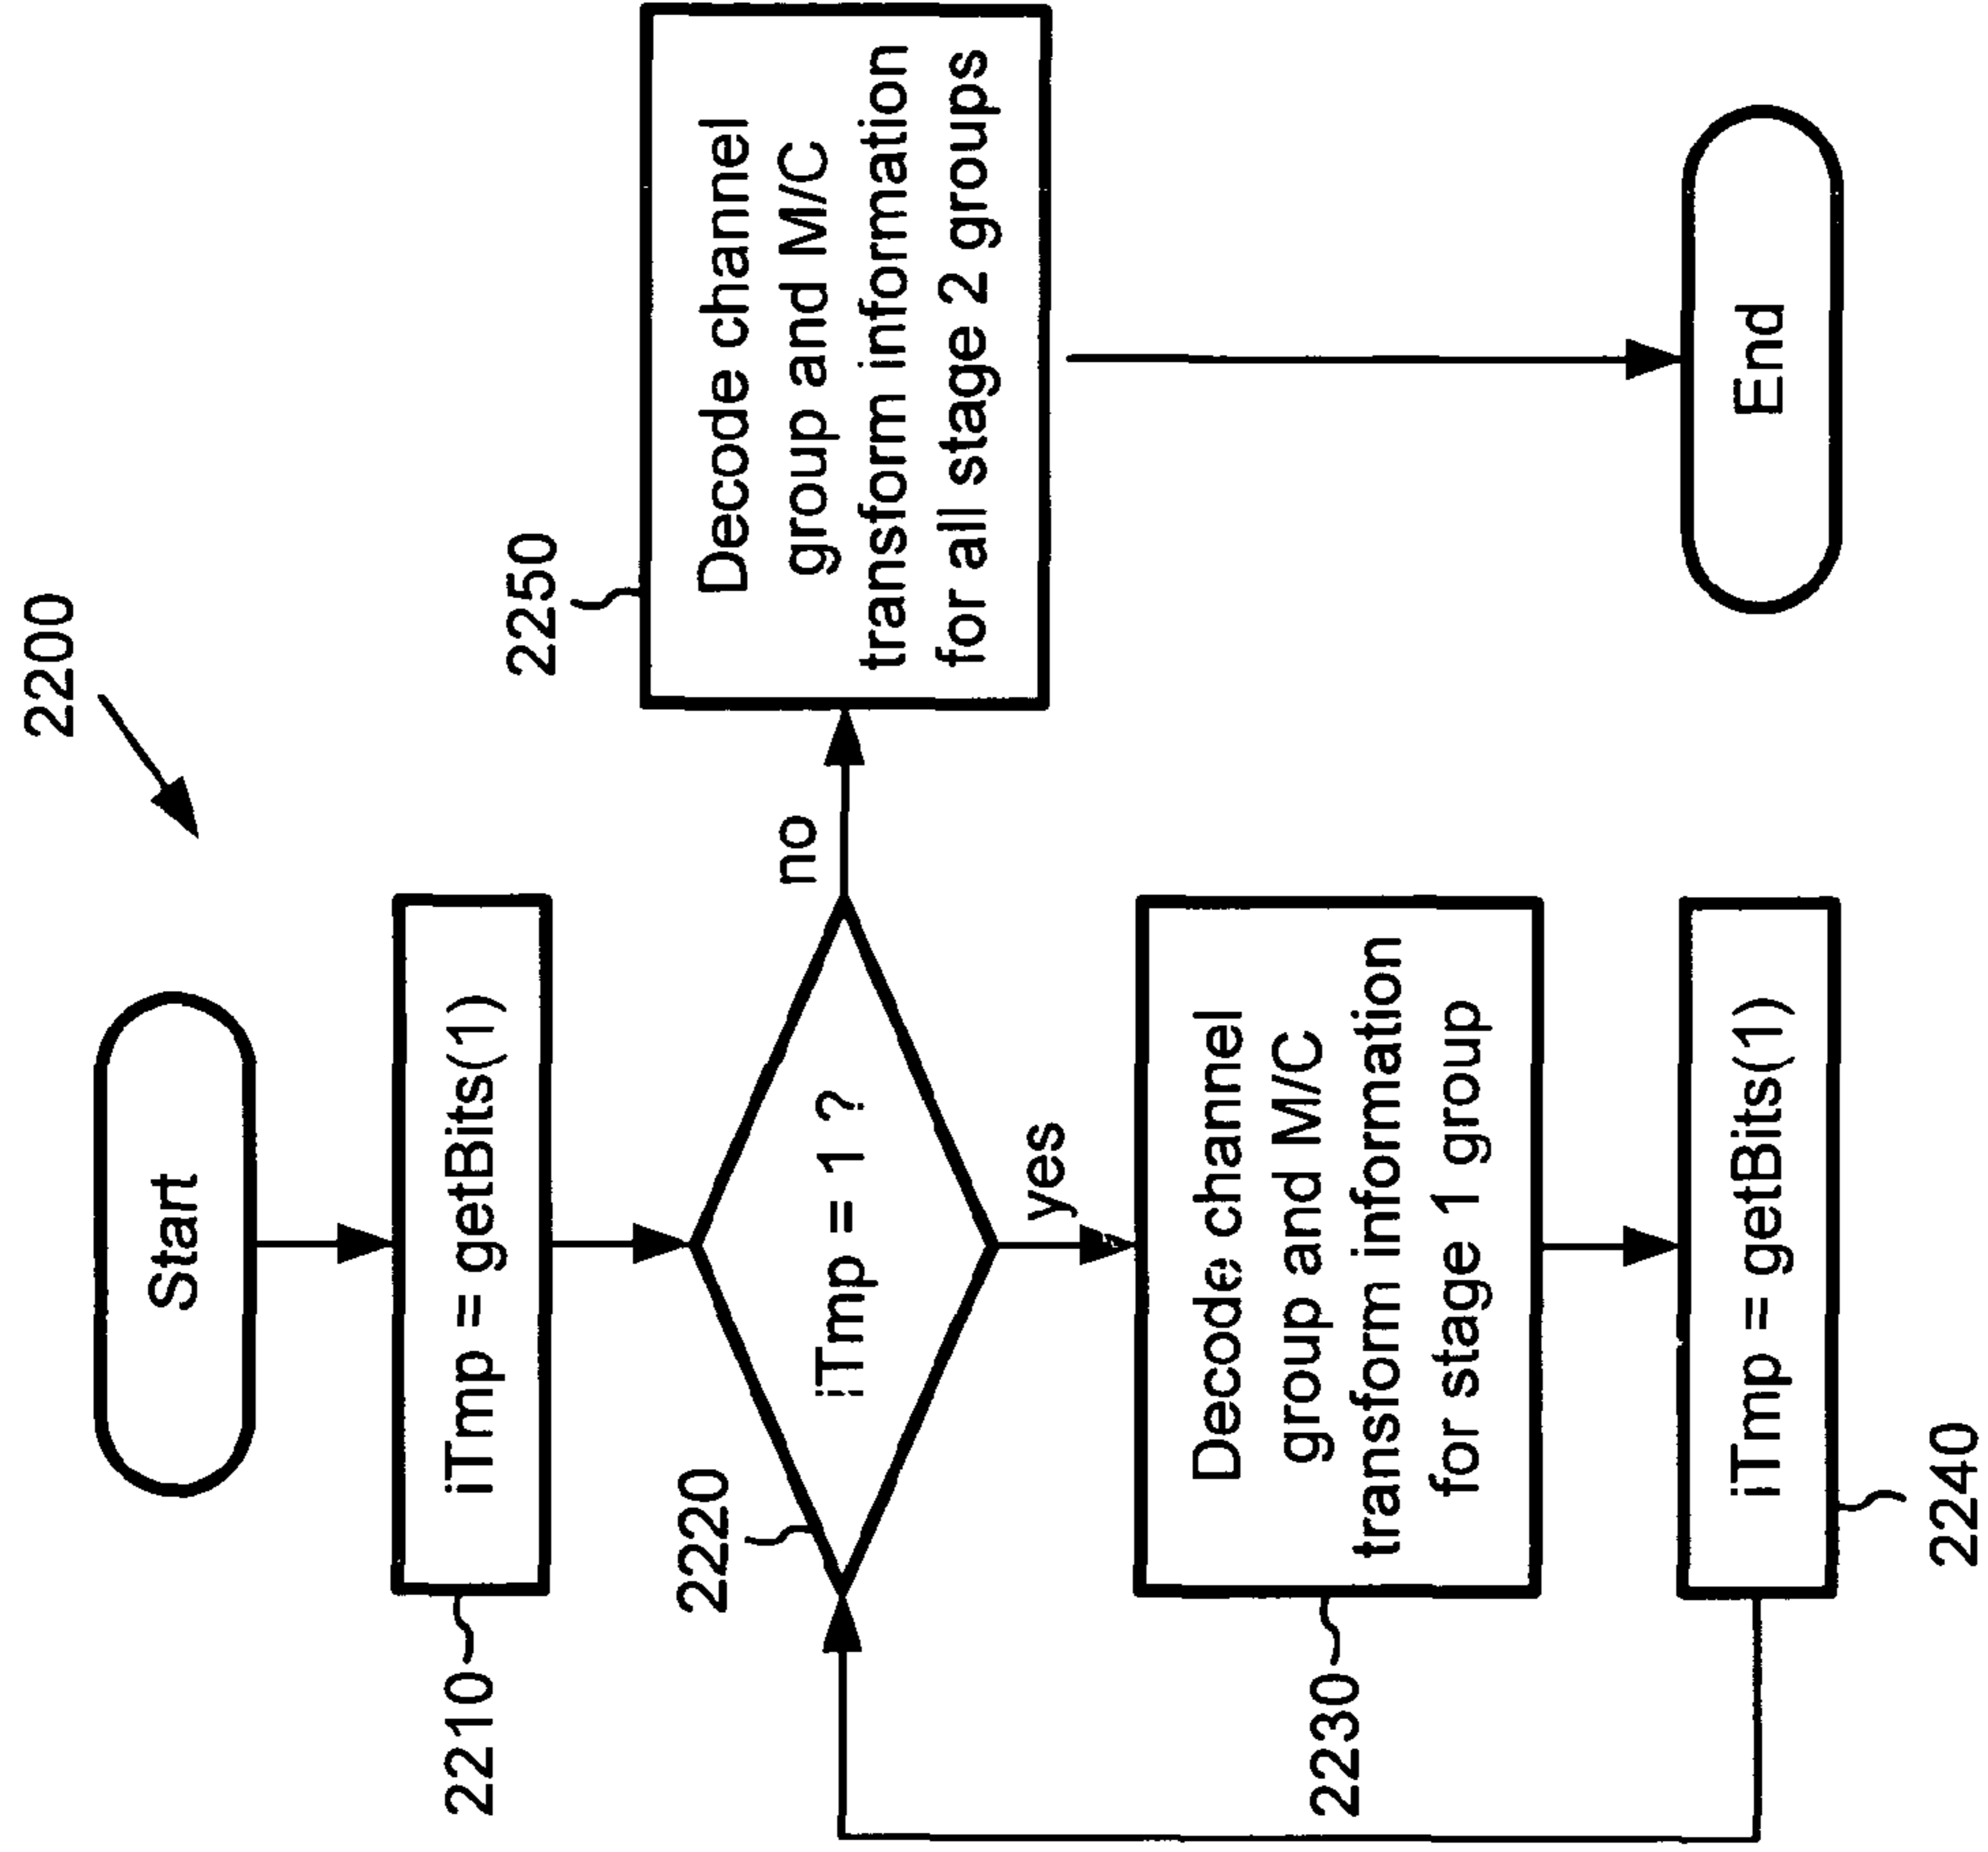 2200
Start
2210
iTmp = getBits(1)
2220
iTmp = 1 ?
no
yes
2250
Decode channel
group and M/C
transform information
for all stage 2 groups
2230
Decode channel
group and M/C
transform information
for stage 1 group
iTmp = getBits(1)
2240
End